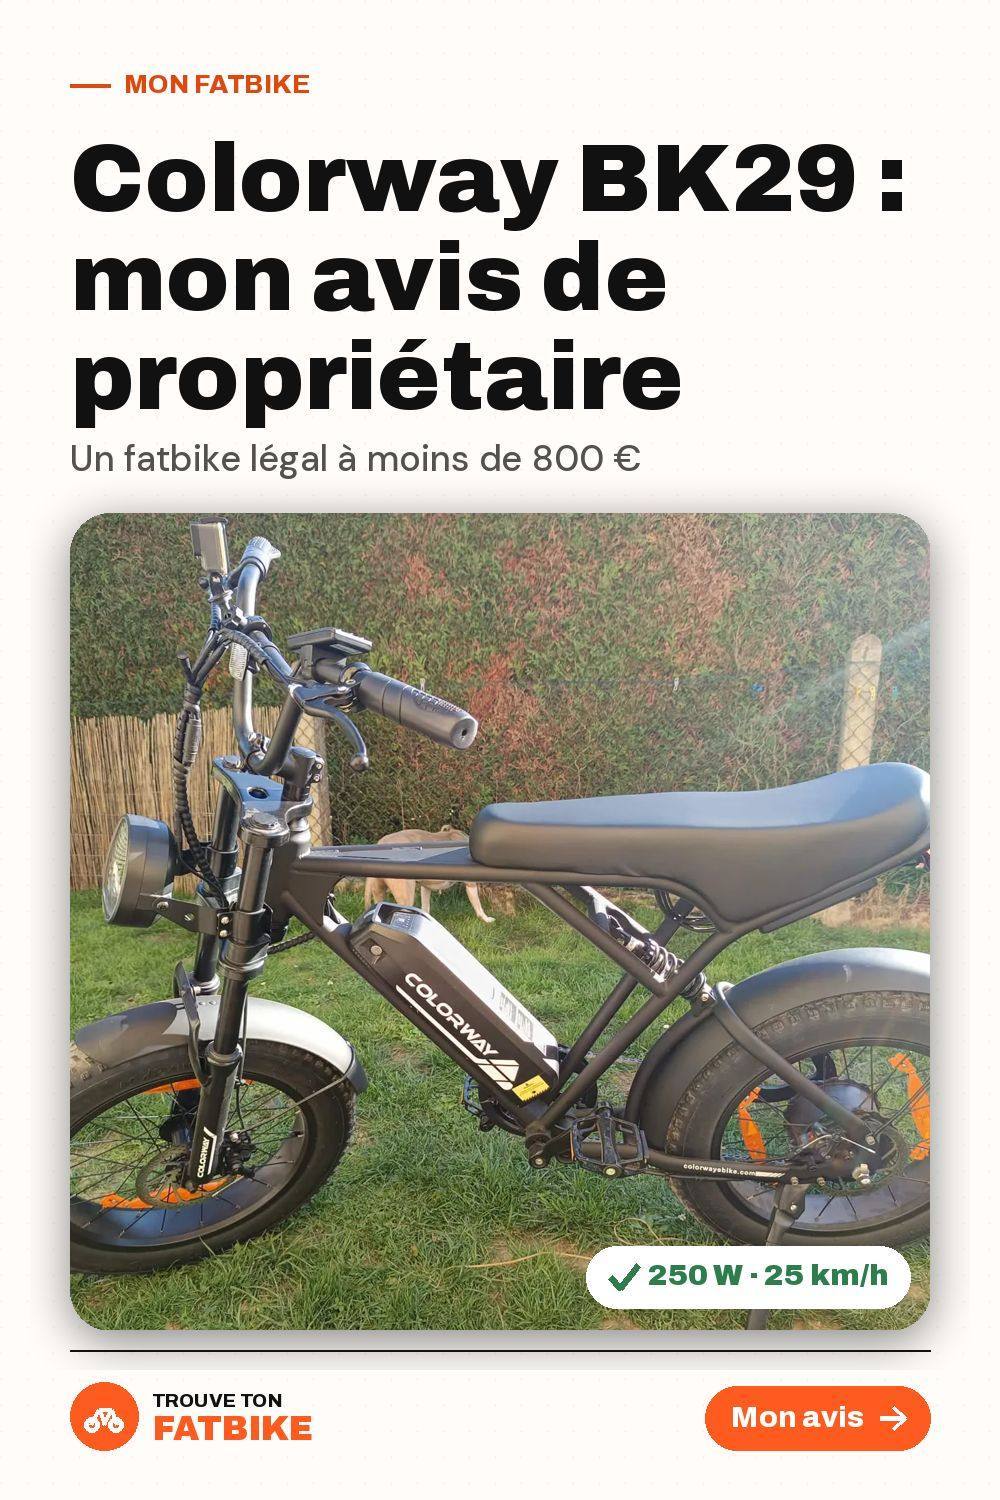 MON FATBIKE
Colorway BK29 :
mon avis de
propriétaire
Un fatbike légal à moins de 800 €
COLORWAY
COLORWAY
colorwayebike.com
250 W · 25 km/h
TROUVE TON
FATBIKE
Mon avis